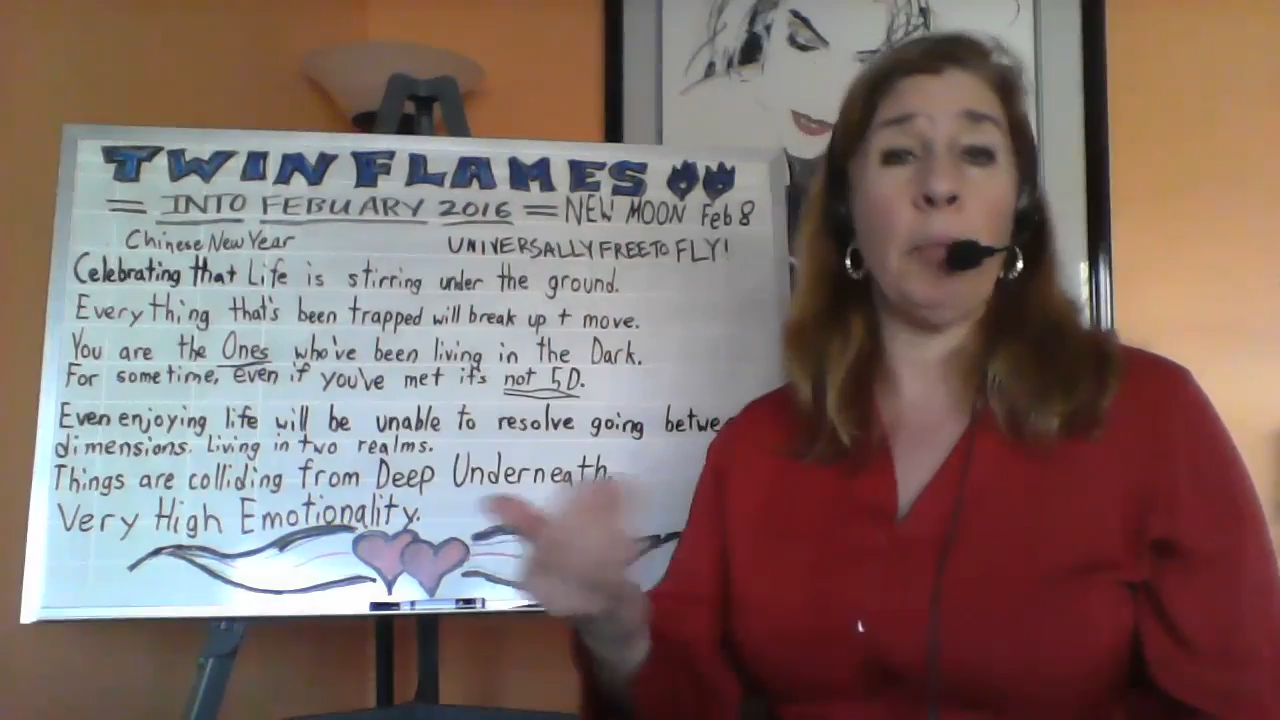 TWIN FLAMES
= INTO FEBUARY 2016 = NEW MOON Feb 8
Chinese New Year UNIVERSALLY FREE TO FLY!
Celebrating that Life is stirring under the ground.
Everything that's been trapped will break up + move.
You are the Ones who've been living in the Dark.
For sometime, even if you've met it's not 5D.
Even enjoying life will be unable to resolve going betwe
dimensions. Living in two realms.
Things are colliding from Deep Underneath.
Very High Emotionality.